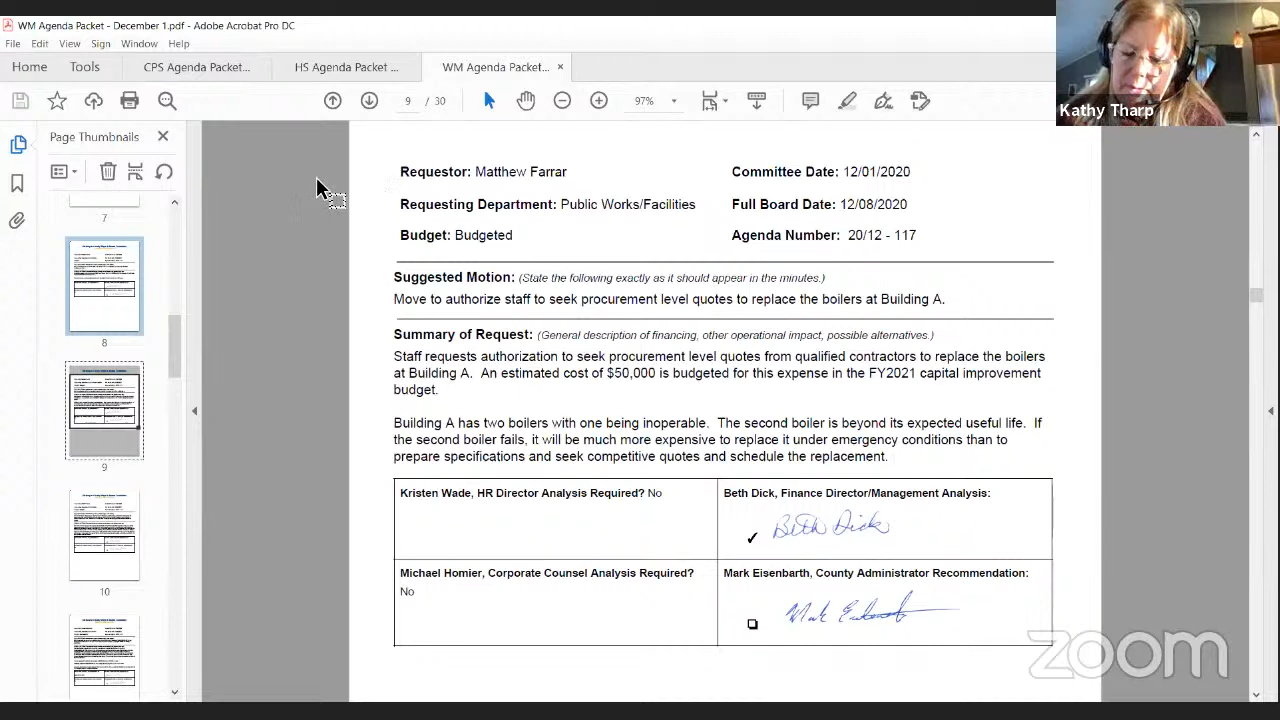 WM Agenda Packet - December 1.pdf - Adobe Acrobat Pro DC
File Edit View Sign Window Help
Home Tools CPS Agenda Packet... HS Agenda Packet ... WM Agenda Packet... ×
9 / 30 97%
Kathy Tharp
Page Thumbnails
7
8
9
10
Requestor: Matthew Farrar Committee Date: 12/01/2020
Requesting Department: Public Works/Facilities Full Board Date: 12/08/2020
Budget: Budgeted Agenda Number: 20/12 - 117
Suggested Motion: (State the following exactly as it should appear in the minutes.)
Move to authorize staff to seek procurement level quotes to replace the boilers at Building A.
Summary of Request: (General description of financing, other operational impact, possible alternatives.)
Staff requests authorization to seek procurement level quotes from qualified contractors to replace the boilers
at Building A. An estimated cost of $50,000 is budgeted for this expense in the FY2021 capital improvement
budget.
Building A has two boilers with one being inoperable. The second boiler is beyond its expected useful life. If
the second boiler fails, it will be much more expensive to replace it under emergency conditions than to
prepare specifications and seek competitive quotes and schedule the replacement.
Kristen Wade, HR Director Analysis Required? No
Beth Dick, Finance Director/Management Analysis:
Beth Dick
Michael Homier, Corporate Counsel Analysis Required?
No
Mark Eisenbarth, County Administrator Recommendation:
Mark Eisenbarth
zoom